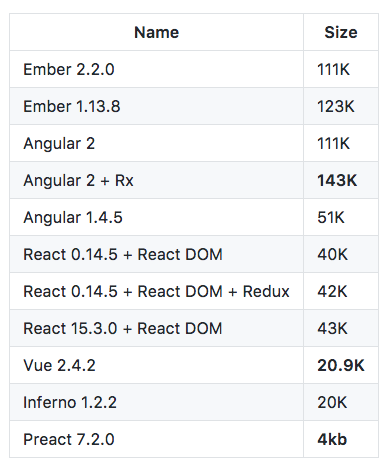 Name Size
Ember 2.2.0 111K
Ember 1.13.8 123K
Angular 2 111K
Angular 2 + Rx 143K
Angular 1.4.5 51K
React 0.14.5 + React DOM 40K
React 0.14.5 + React DOM + Redux 42K
React 15.3.0 + React DOM 43K
Vue 2.4.2 20.9K
Inferno 1.2.2 20K
Preact 7.2.0 4kb